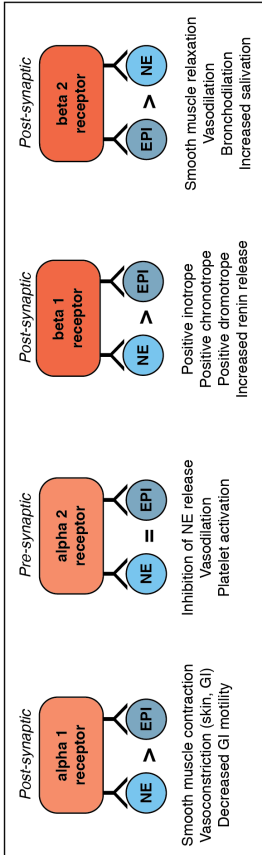 Post-synaptic
alpha 1
receptor
NE > EPI
Smooth muscle contraction
Vasoconstriction (skin, GI)
Decreased GI motility
Pre-synaptic
alpha 2
receptor
NE = EPI
Inhibition of NE release
Vasodilation
Platelet activation
Post-synaptic
beta 1
receptor
NE > EPI
Positive inotrope
Positive chronotrope
Positive dromotrope
Increased renin release
Post-synaptic
beta 2
receptor
EPI > NE
Smooth muscle relaxation
Vasodilation
Bronchodilation
Increased salivation